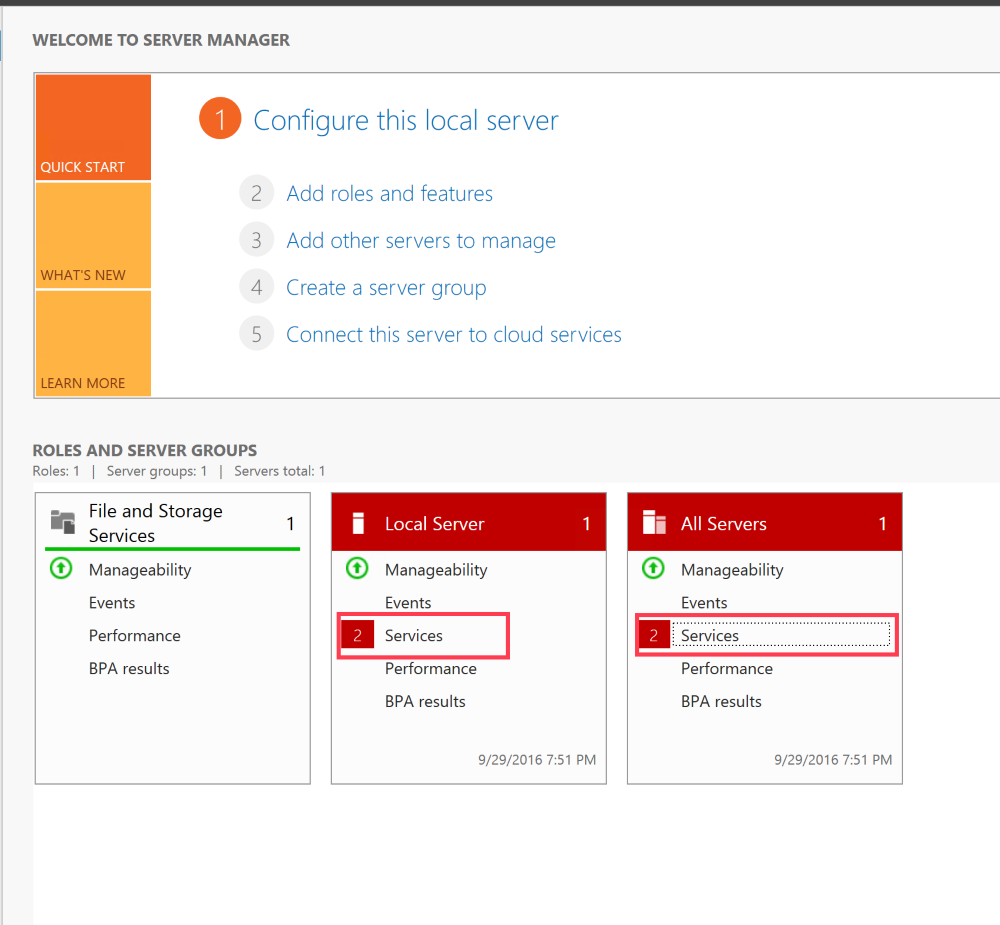 WELCOME TO SERVER MANAGER
QUICK START
WHAT'S NEW
LEARN MORE
1 Configure this local server
2 Add roles and features
3 Add other servers to manage
4 Create a server group
5 Connect this server to cloud services
ROLES AND SERVER GROUPS
Roles: 1 | Server groups: 1 | Servers total: 1
File and Storage
Services 1
Manageability
Events
Performance
BPA results
Local Server 1
Manageability
Events
2 Services
Performance
BPA results
9/29/2016 7:51 PM
All Servers 1
Manageability
Events
2 Services
Performance
BPA results
9/29/2016 7:51 PM